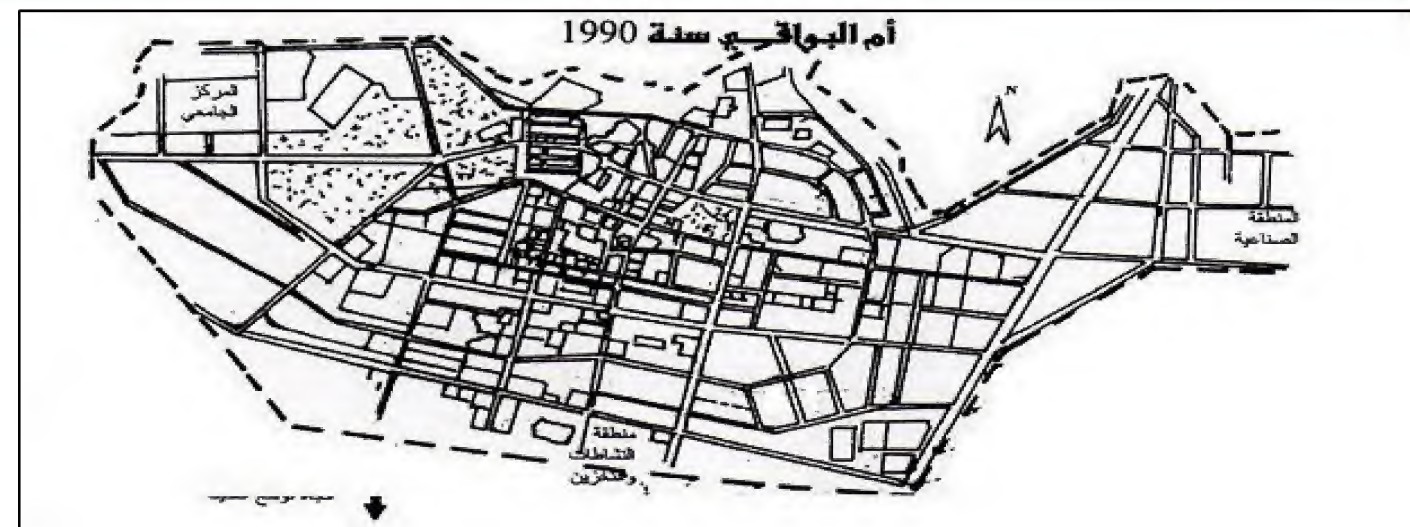 أم البواقي سنة 1990
المركز
الجامعي
N
المنطقة
الصناعية
منطقة
النشاطات
والتخزين